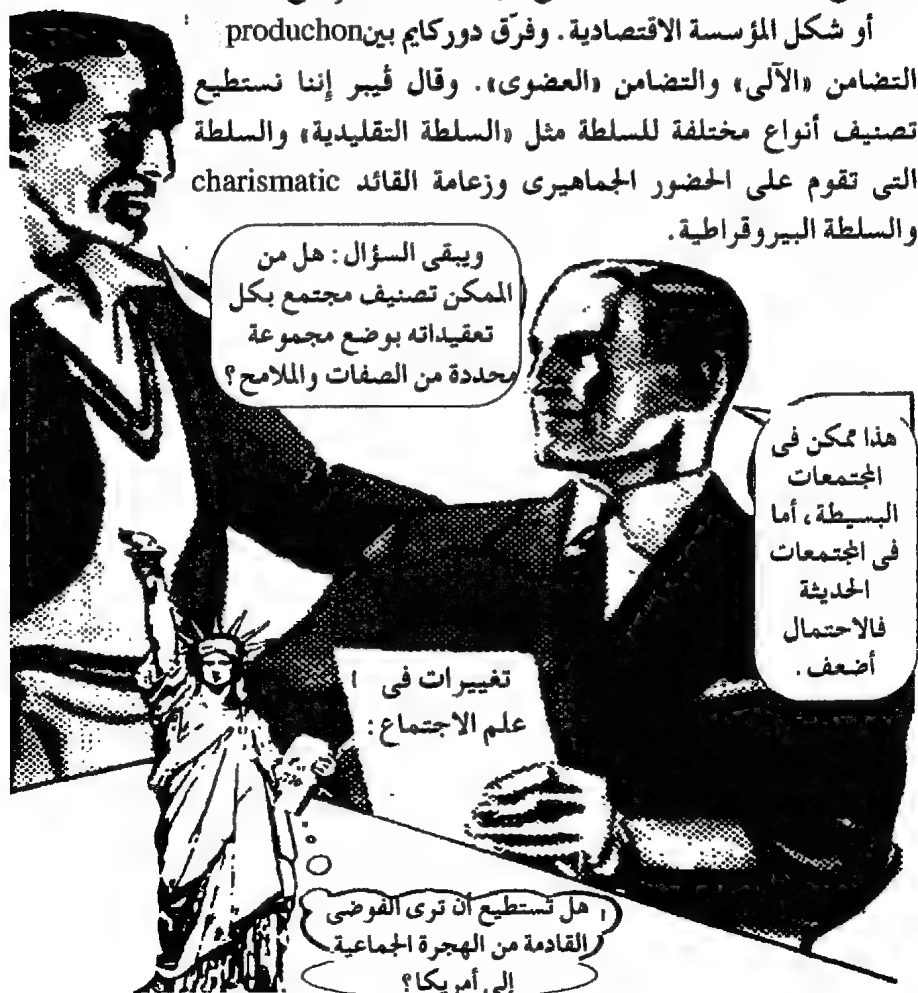 أو شكل المؤسسة الاقتصادية. وفرّق دوركايم بين produchon
التضامن «الآلى» والتضامن «العضوى». وقال ڤيبر إننا نستطيع
تصنيف أنواع مختلفة للسلطة مثل «السلطة التقليدية» والسلطة
التى تقوم على الحضور الجماهيرى وزعامة القائد charismatic
والسلطة البيروقراطية.
ويبقى السؤال: هل من
الممكن تصنيف مجتمع بكل
تعقيداته بوضع مجموعة
محددة من الصفات والملامح؟
هذا ممكن فى
المجتمعات
البسيطة، أما
فى المجتمعات
الحديثة
فالاحتمال
أضعف.
تغييرات فى
علم الاجتماع:
هل تستطيع أن ترى الفوضى
القادمة من الهجرة الجماعية
إلى أمريكا؟